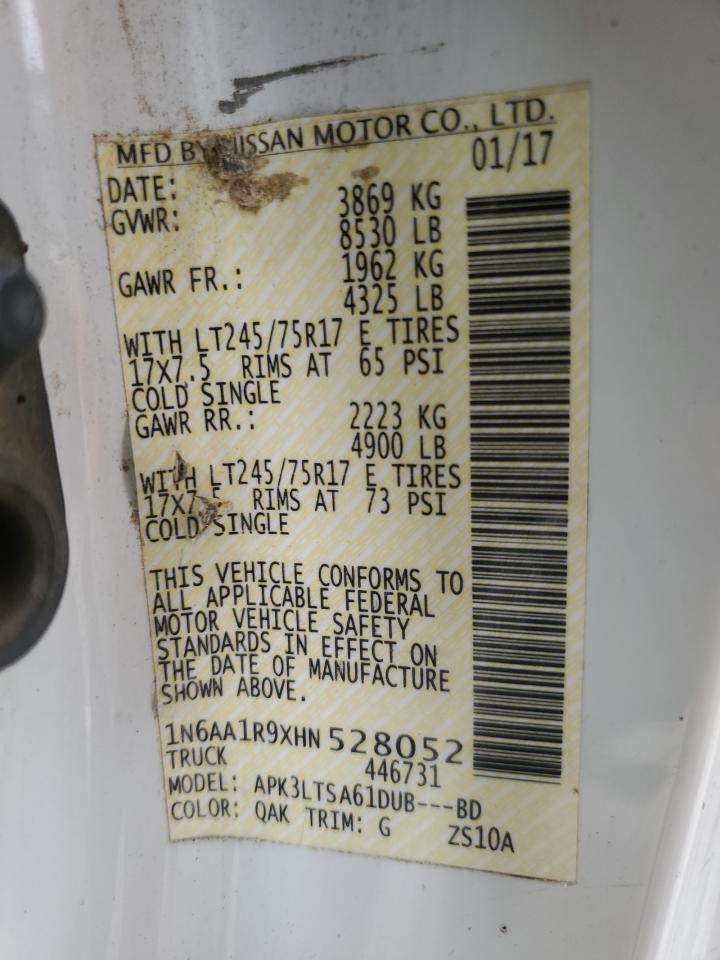 MFD BY NISSAN MOTOR CO., LTD.
DATE: 01/17
GVWR: 3869 KG
8530 LB
GAWR FR.: 1962 KG
4325 LB
WITH LT245/75R17 E TIRES
17X7.5 RIMS AT 65 PSI
COLD SINGLE
GAWR RR.: 2223 KG
4900 LB
WITH LT245/75R17 E TIRES
17X7.5 RIMS AT 73 PSI
COLD SINGLE
THIS VEHICLE CONFORMS TO
ALL APPLICABLE FEDERAL
MOTOR VEHICLE SAFETY
STANDARDS IN EFFECT ON
THE DATE OF MANUFACTURE
SHOWN ABOVE.
1N6AA1R9XHN 528052
TRUCK 446731
MODEL: APK3LTSA61DUB---BD
COLOR: QAK TRIM: G ZS10A